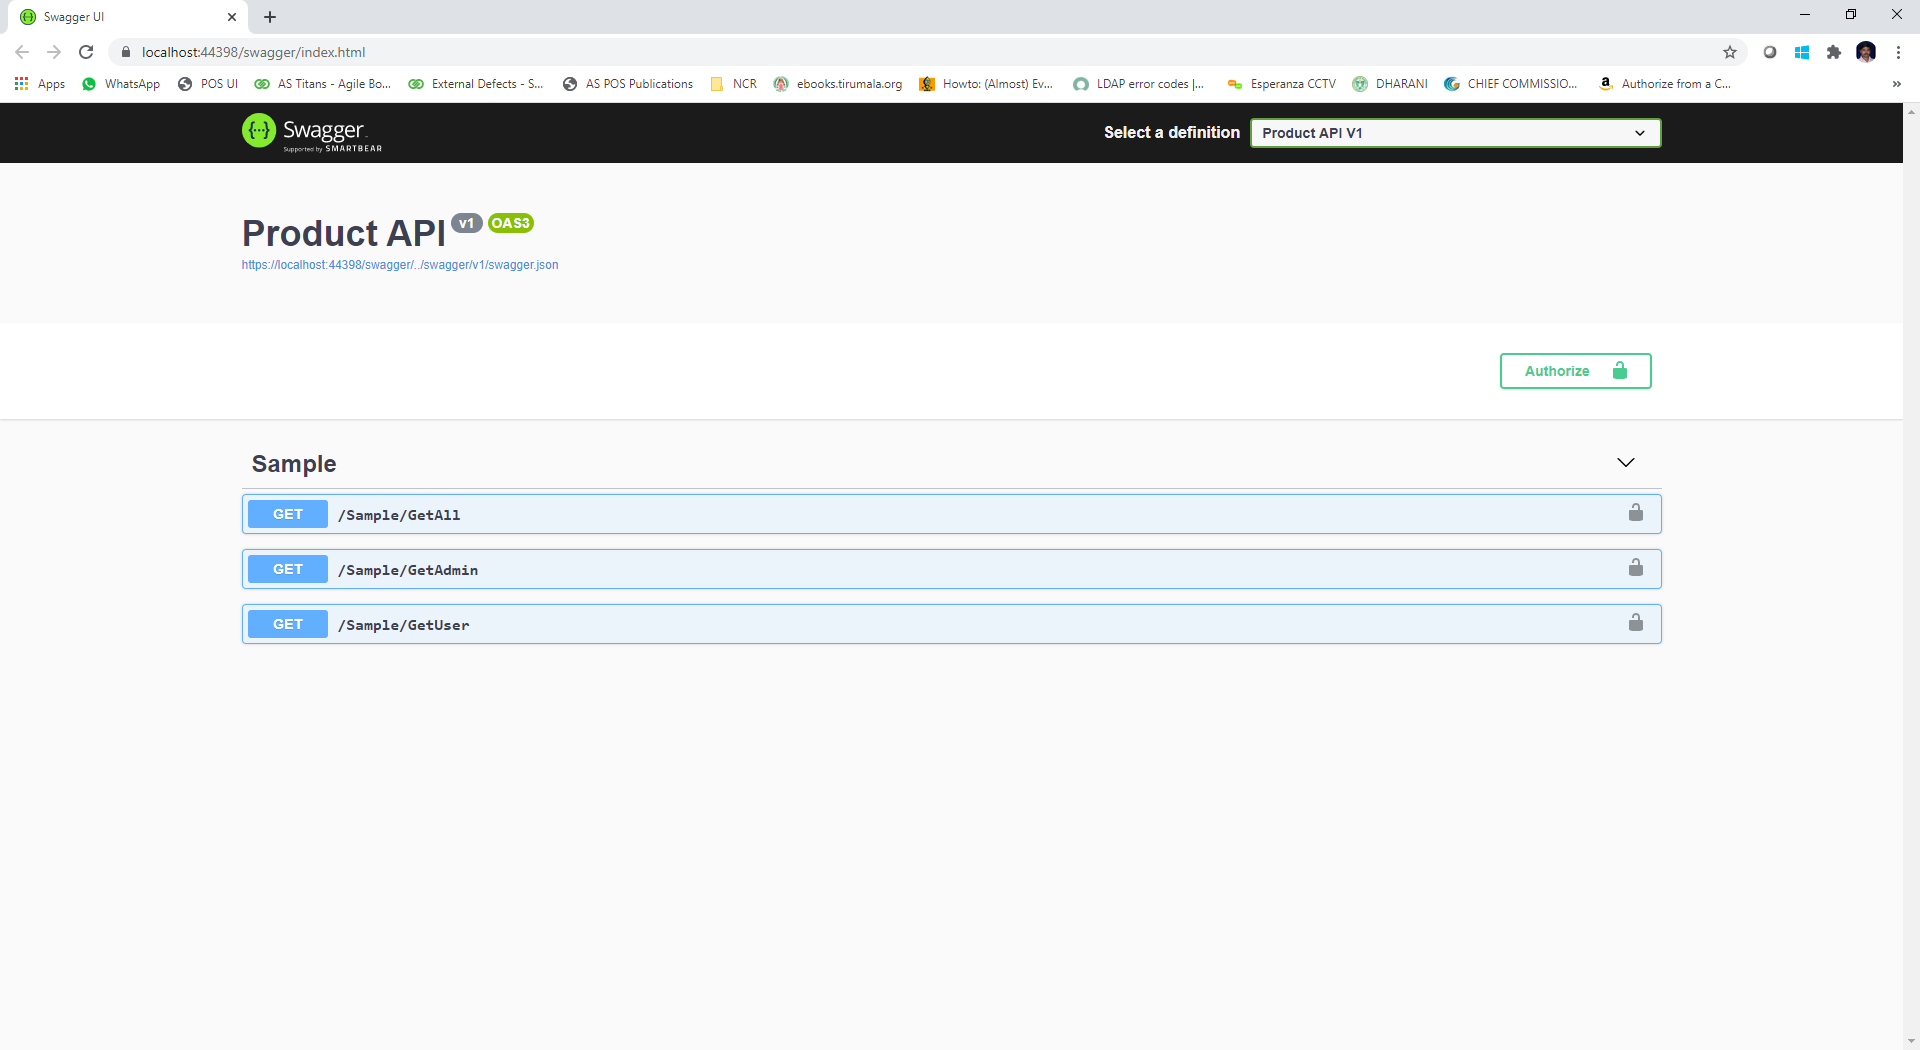 Swagger UI
localhost:44398/swagger/index.html
Apps WhatsApp POS UI AS Titans - Agile Bo... External Defects - S... AS POS Publications NCR ebooks.tirumala.org Howto: (Almost) Ev... LDAP error codes |... Esperanza CCTV DHARANI CHIEF COMMISSIO... Authorize from a C... »
Swagger
Supported by SMARTBEAR
Select a definition Product API V1
Product API v1 OAS3
https://localhost:44398/swagger/../swagger/v1/swagger.json
Authorize
Sample
GET /Sample/GetAll
GET /Sample/GetAdmin
GET /Sample/GetUser